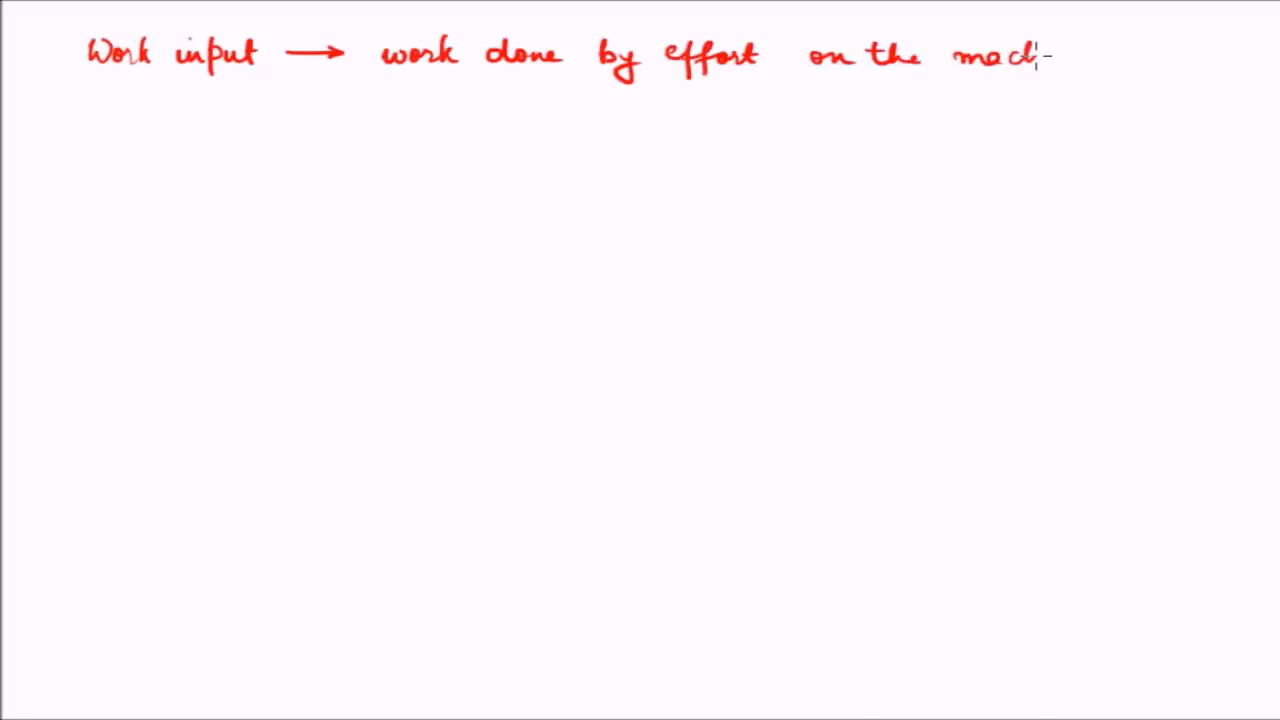 Work input → work done by effort on the mac